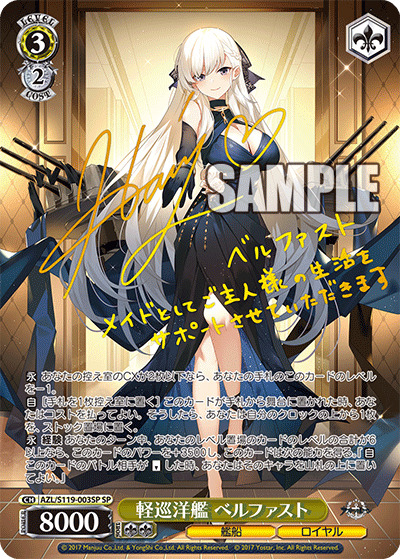 LEVEL
3
2
COST
SAMPLE
ベルファスト
メイドとしてご主人様の生活を
サポートさせていただきます
永 あなたの控え室のCXが2枚以下なら、あなたの手札のこのカードのレベル
を－1。
自 [手札を1枚控え室に置く] このカードが手札から舞台に置かれた時、あな
たはコストを払ってよい。そうしたら、あなたは自分のクロックの上から1枚
を、ストック置場に置く。
永 経験 あなたのターン中、あなたのレベル置場のカードのレベルの合計が6
以上なら、このカードのパワーを＋3500し、このカードは次の能力を得る。『自
このカードのバトル相手が
した時、あなたはそのキャラを山札の上に置い
てよい。』
CH AZL/S119-003SP SP
POWER
8000
軽巡洋艦 ベルファスト
艦船
ロイヤル
© 2017 Manjuu Co.,Ltd. & YongShi Co.,Ltd. All Rights Reserved. © 2017 Yostar, Inc. All Rights Reserved.